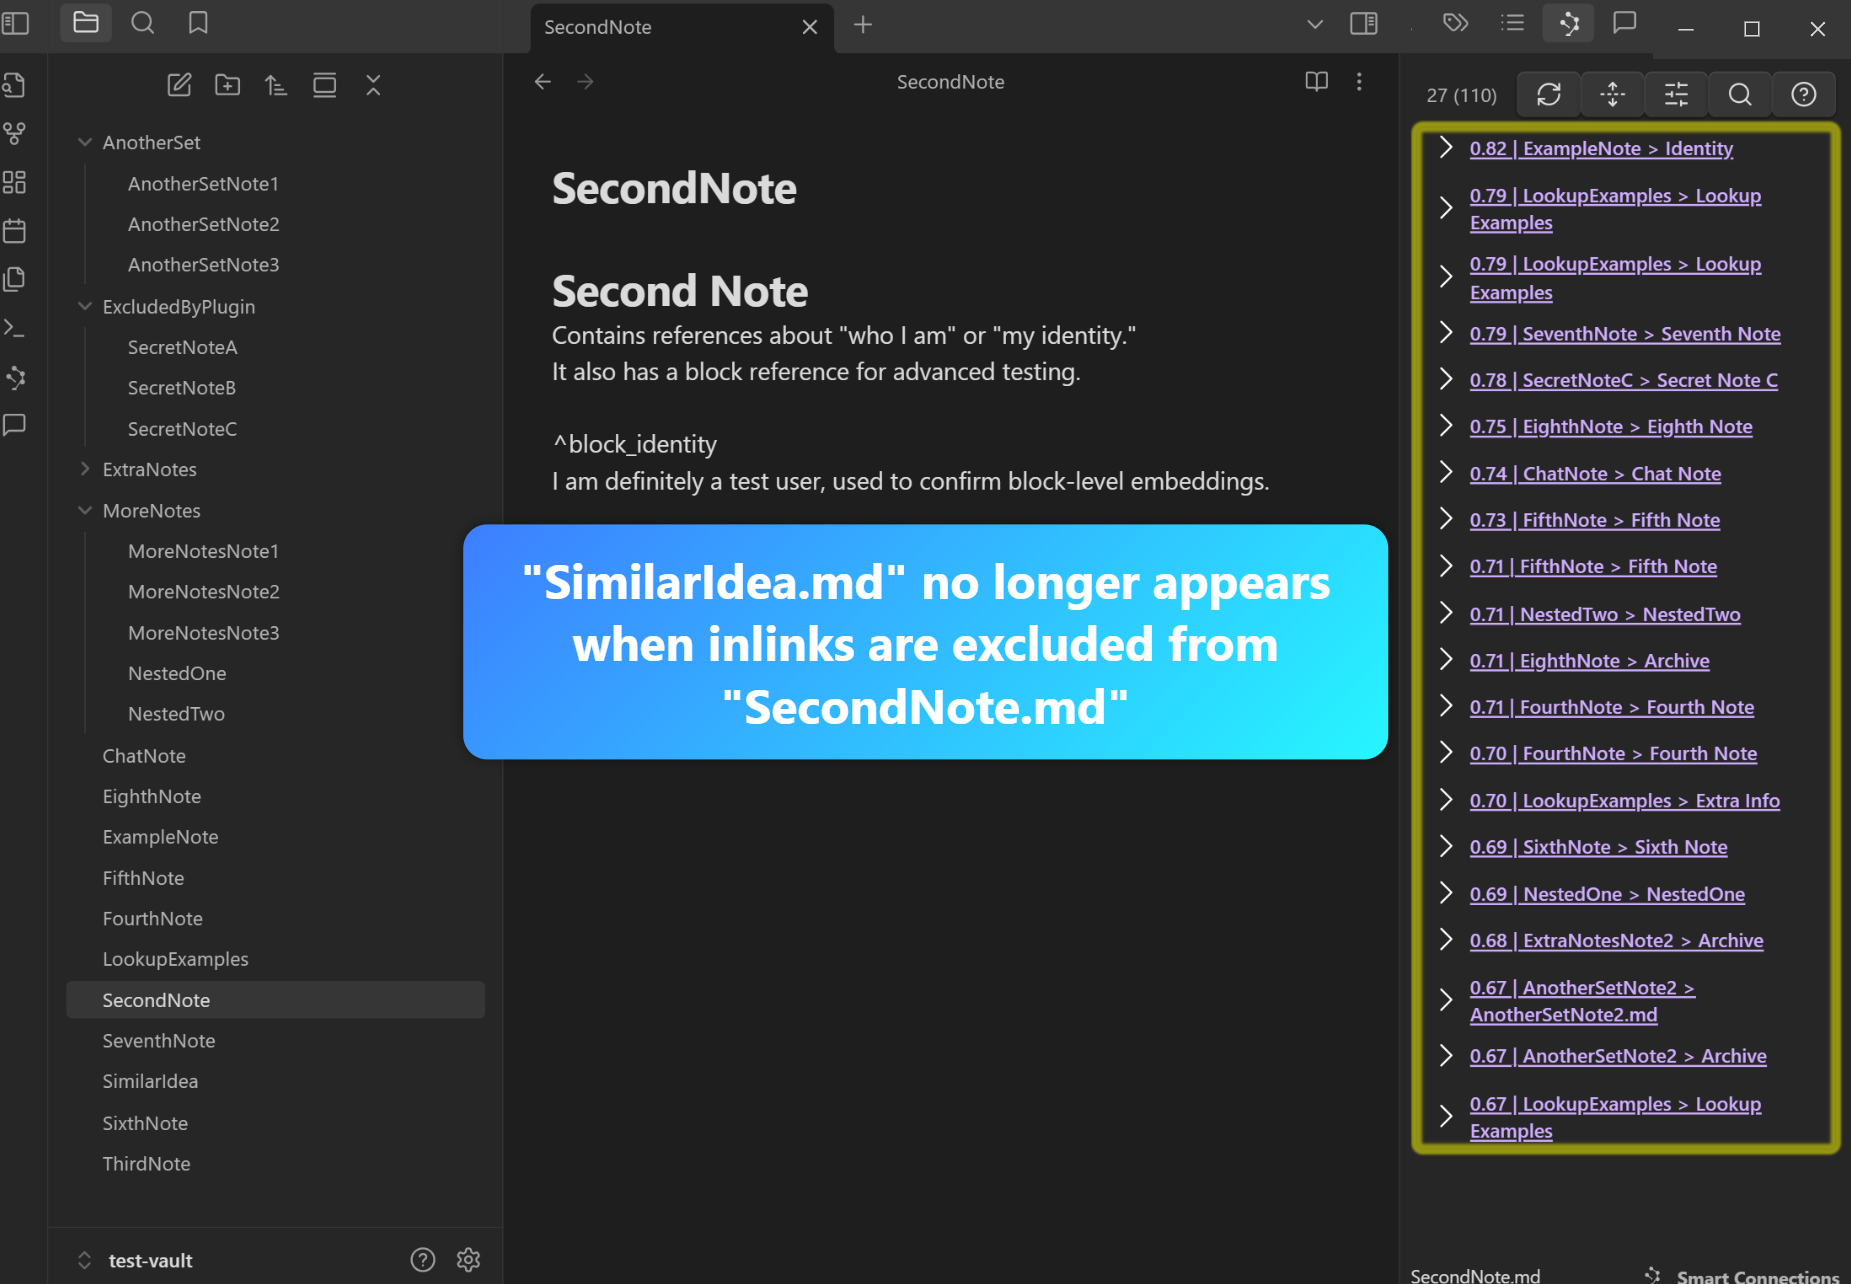 SecondNote
27 (110)
AnotherSet
AnotherSetNote1
AnotherSetNote2
AnotherSetNote3
ExcludedByPlugin
SecretNoteA
SecretNoteB
SecretNoteC
ExtraNotes
MoreNotes
MoreNotesNote1
MoreNotesNote2
MoreNotesNote3
NestedOne
NestedTwo
ChatNote
EighthNote
ExampleNote
FifthNote
FourthNote
LookupExamples
SecondNote
SeventhNote
SimilarIdea
SixthNote
ThirdNote
test-vault
SecondNote
SecondNote
Second Note
Contains references about "who I am" or "my identity."
It also has a block reference for advanced testing.
^block_identity
I am definitely a test user, used to confirm block-level embeddings.
"SimilarIdea.md" no longer appears
when inlinks are excluded from
"SecondNote.md"
0.82 | ExampleNote > Identity
0.79 | LookupExamples > Lookup
Examples
0.79 | LookupExamples > Lookup
Examples
0.79 | SeventhNote > Seventh Note
0.78 | SecretNoteC > Secret Note C
0.75 | EighthNote > Eighth Note
0.74 | ChatNote > Chat Note
0.73 | FifthNote > Fifth Note
0.71 | FifthNote > Fifth Note
0.71 | NestedTwo > NestedTwo
0.71 | EighthNote > Archive
0.71 | FourthNote > Fourth Note
0.70 | FourthNote > Fourth Note
0.70 | LookupExamples > Extra Info
0.69 | SixthNote > Sixth Note
0.69 | NestedOne > NestedOne
0.68 | ExtraNotesNote2 > Archive
0.67 | AnotherSetNote2 >
AnotherSetNote2.md
0.67 | AnotherSetNote2 > Archive
0.67 | LookupExamples > Lookup
Examples
SecondNote.md
Smart Connections